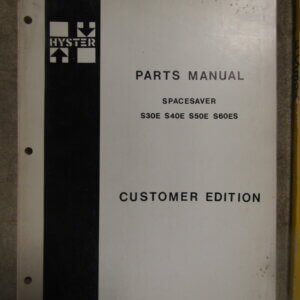 HYSTER
PARTS MANUAL
SPACESAVER
S30E S40E S50E S60ES
CUSTOMER EDITION